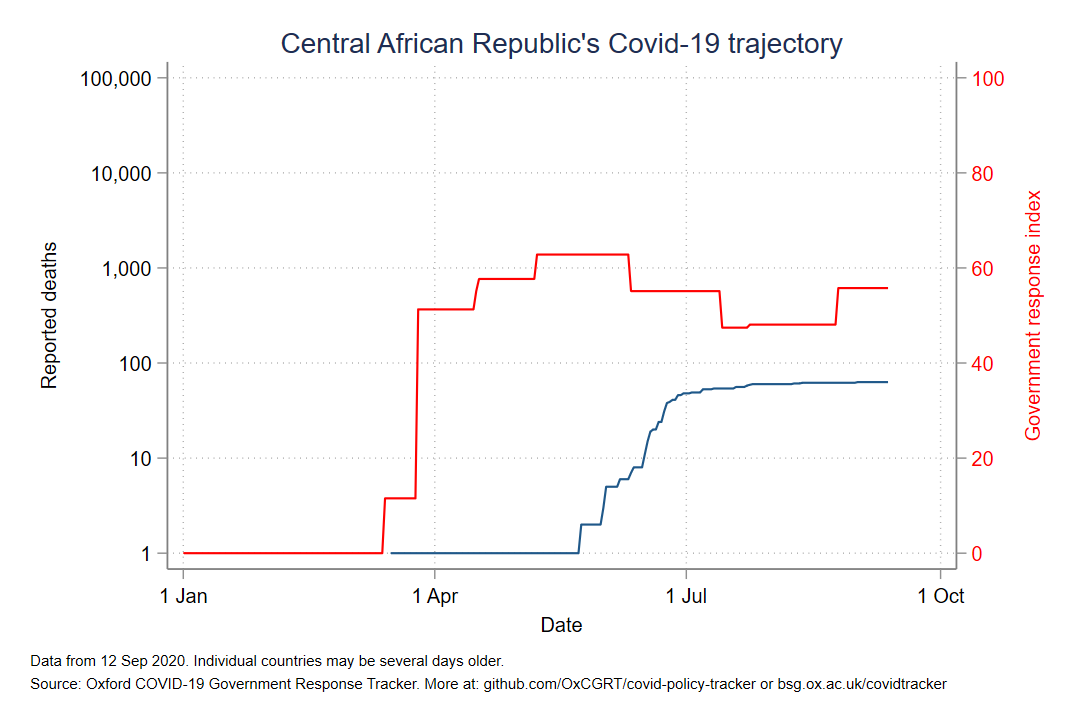 Central African Republic's Covid-19 trajectory
100,000
10,000
1,000
100
10
1
Reported deaths
100
80
60
40
20
0
Government response index
1 Jan
1 Apr
1 Jul
1 Oct
Date
Data from 12 Sep 2020. Individual countries may be several days older.
Source: Oxford COVID-19 Government Response Tracker. More at: github.com/OxCGRT/covid-policy-tracker or bsg.ox.ac.uk/covidtracker